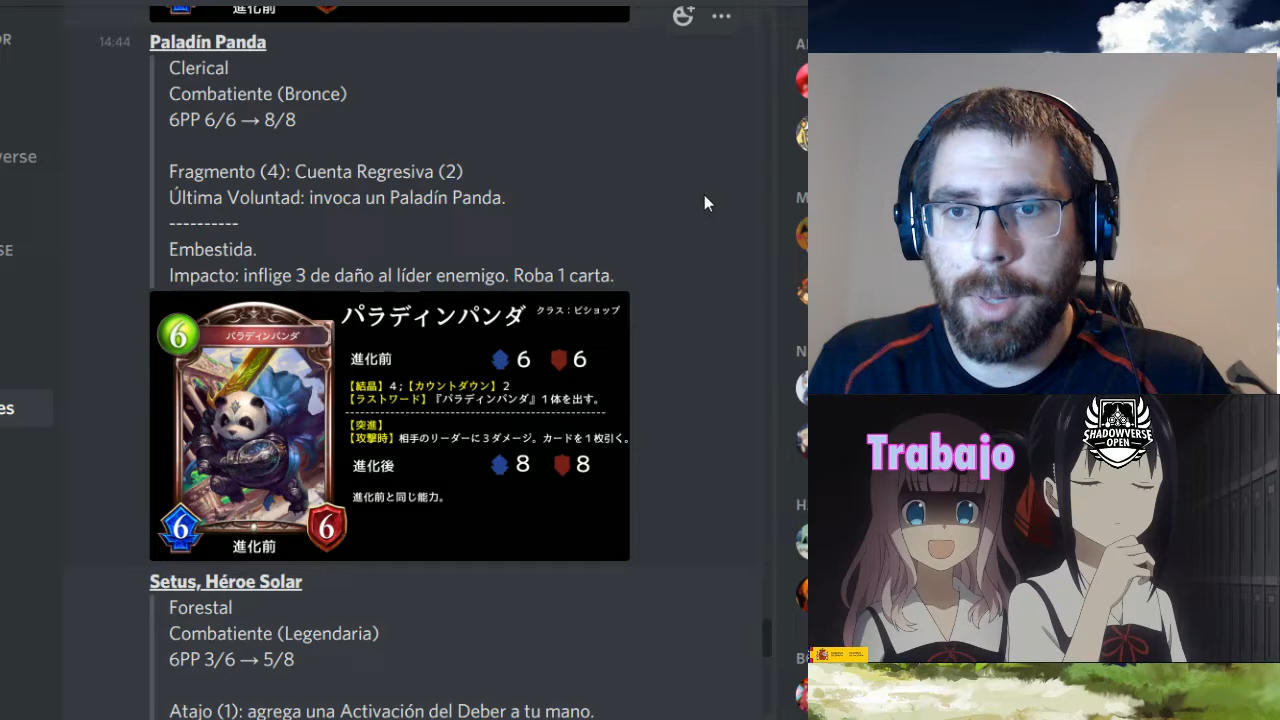 進化前
14:44
Paladín Panda
Clerical
Combatiente (Bronce)
6PP 6/6 → 8/8
Fragmento (4): Cuenta Regresiva (2)
Última Voluntad: invoca un Paladín Panda.
----------
Embestida.
Impacto: inflige 3 de daño al líder enemigo. Roba 1 carta.
6
パラディンパンダ
6
6
進化前
パラディンパンダ クラス:ビショップ
進化前 6 6
【結晶】4;【カウントダウン】2
【ラストワード】『パラディンパンダ』1体を出す。
【突進】
【攻撃時】相手のリーダーに3ダメージ。カードを1枚引く。
進化後 8 8
進化前と同じ能力。
Setus, Héroe Solar
Forestal
Combatiente (Legendaria)
6PP 3/6 → 5/8
Atajo (1): agrega una Activación del Deber a tu mano.
verse
SE
es
Trabajo
SHADOWVERSE
OPEN